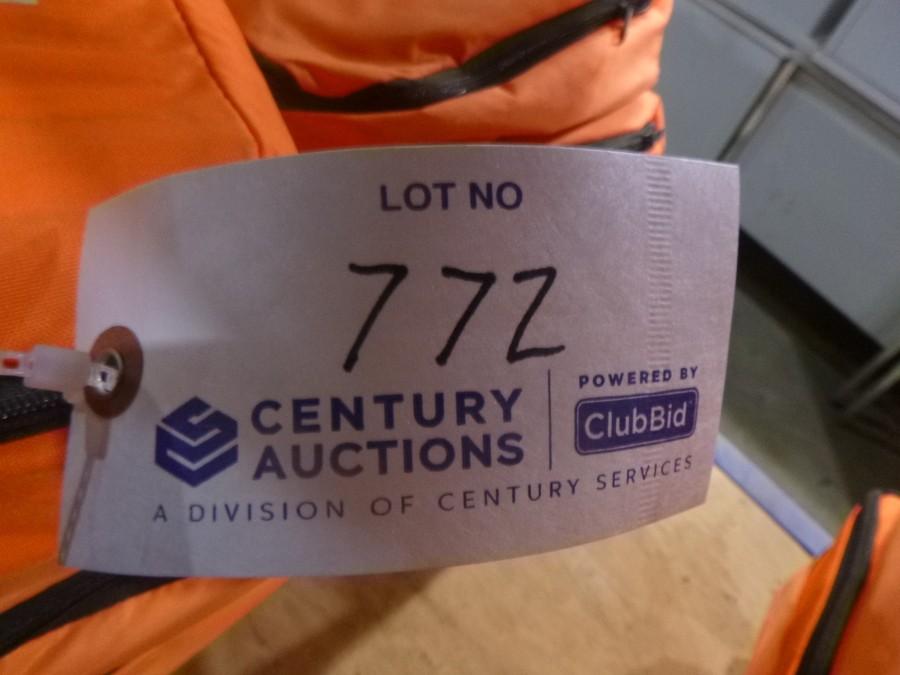 LOT NO
772
CENTURY
AUCTIONS
POWERED BY
ClubBid
A DIVISION OF CENTURY SERVICES